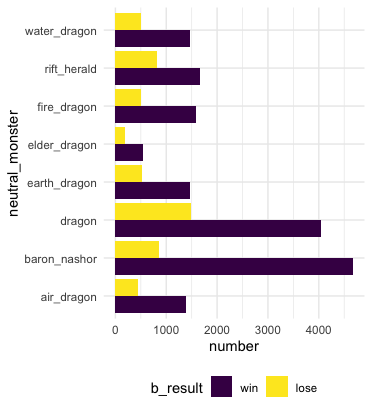 neutral_monster
water_dragon
rift_herald
fire_dragon
elder_dragon
earth_dragon
dragon
baron_nashor
air_dragon
0 1000 2000 3000 4000
number
b_result win lose